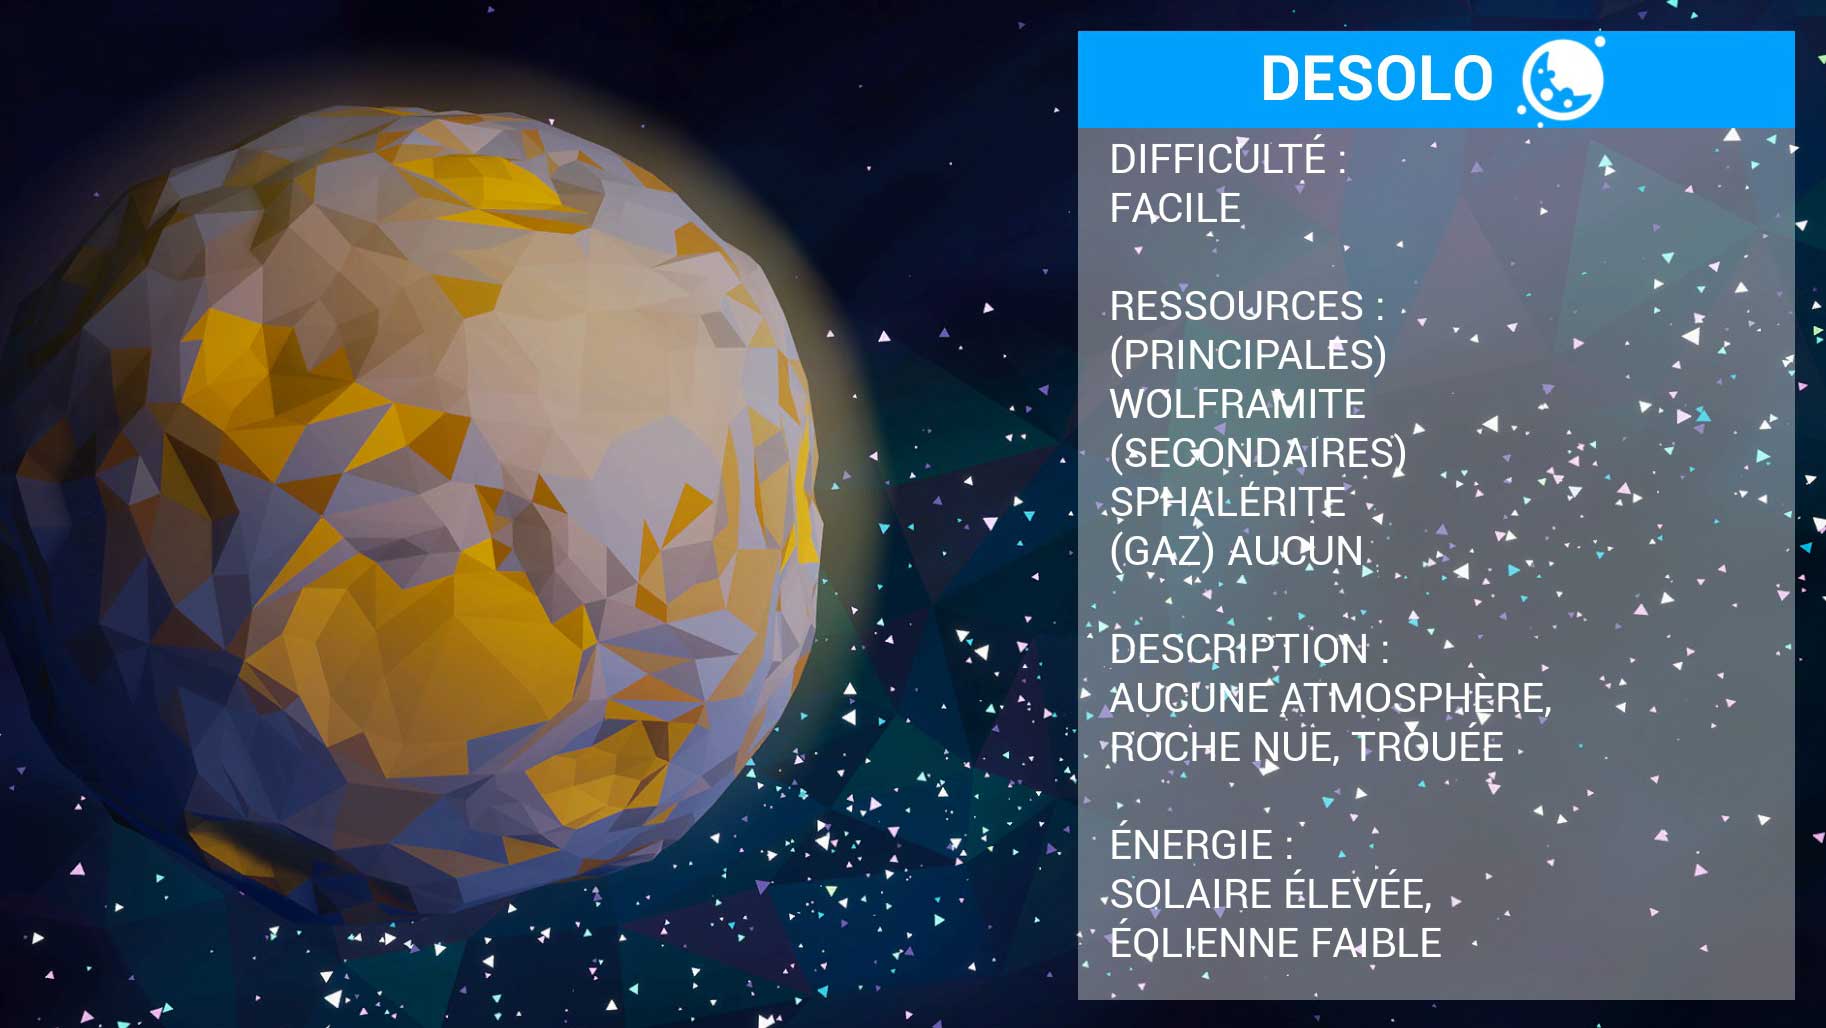 DESOLO
DIFFICULTÉ :
FACILE
RESSOURCES :
(PRINCIPALES)
WOLFRAMITE
(SECONDAIRES)
SPHALÉRITE
(GAZ) AUCUN
DESCRIPTION :
AUCUNE ATMOSPHÈRE,
ROCHE NUE, TROUÉE
ÉNERGIE :
SOLAIRE ÉLEVÉE,
ÉOLIENNE FAIBLE